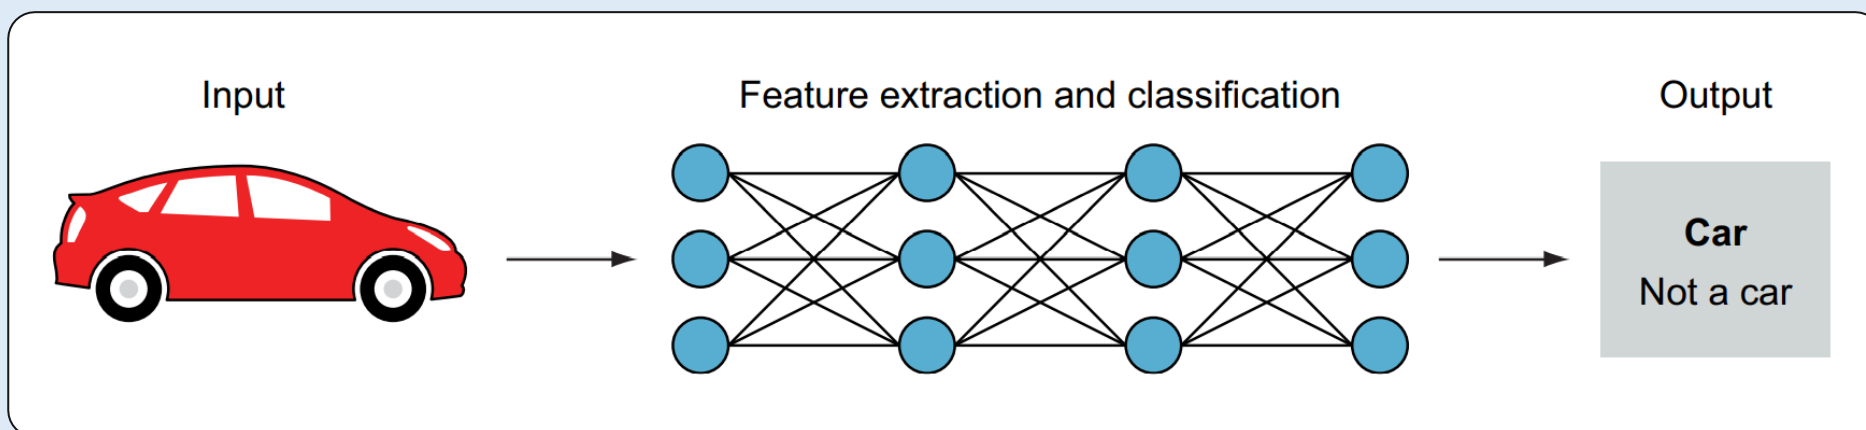 Input
Feature extraction and classification
Output
Car
Not a car